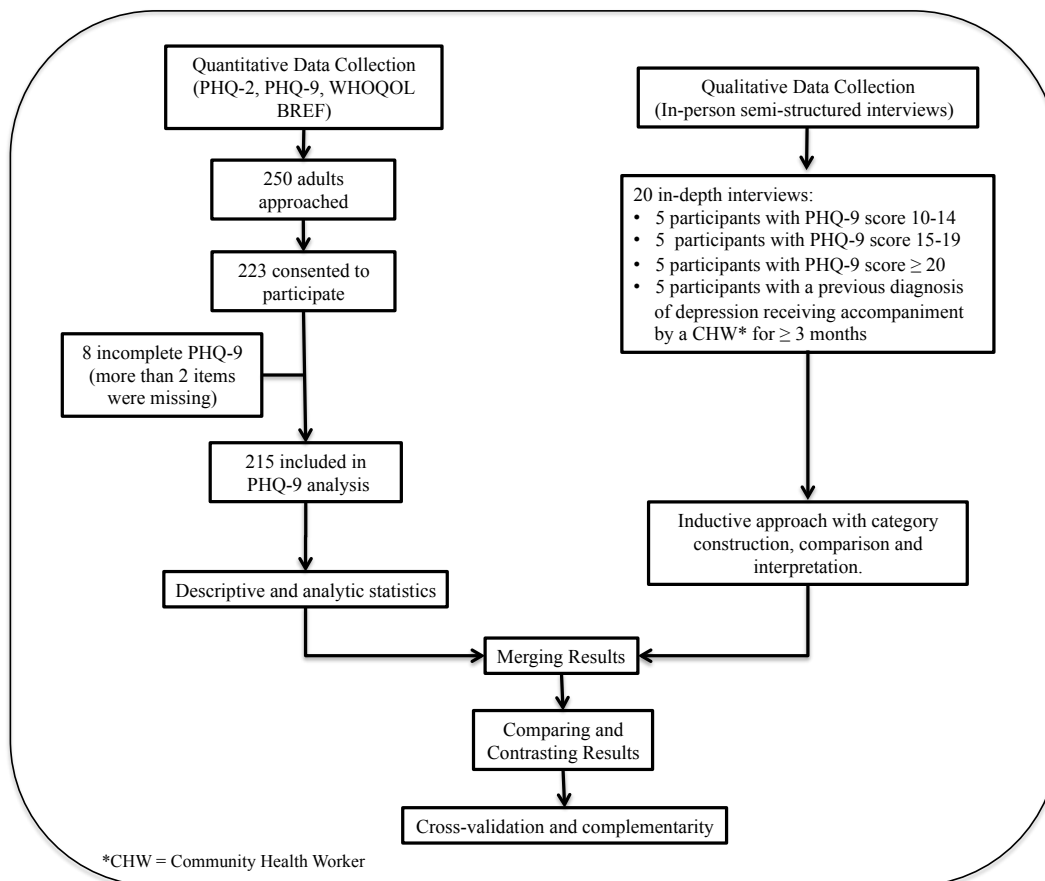 Quantitative Data Collection
(PHQ-2, PHQ-9, WHOQOL
BREF)
250 adults
approached
223 consented to
participate
8 incomplete PHQ-9
(more than 2 items
were missing)
215 included in
PHQ-9 analysis
Descriptive and analytic statistics
Qualitative Data Collection
(In-person semi-structured interviews)
20 in-depth interviews:
• 5 participants with PHQ-9 score 10-14
• 5 participants with PHQ-9 score 15-19
• 5 participants with PHQ-9 score ≥ 20
• 5 participants with a previous diagnosis
of depression receiving accompaniment
by a CHW* for ≥ 3 months
Inductive approach with category
construction, comparison and
interpretation.
Merging Results
Comparing and
Contrasting Results
Cross-validation and complementarity
*CHW = Community Health Worker